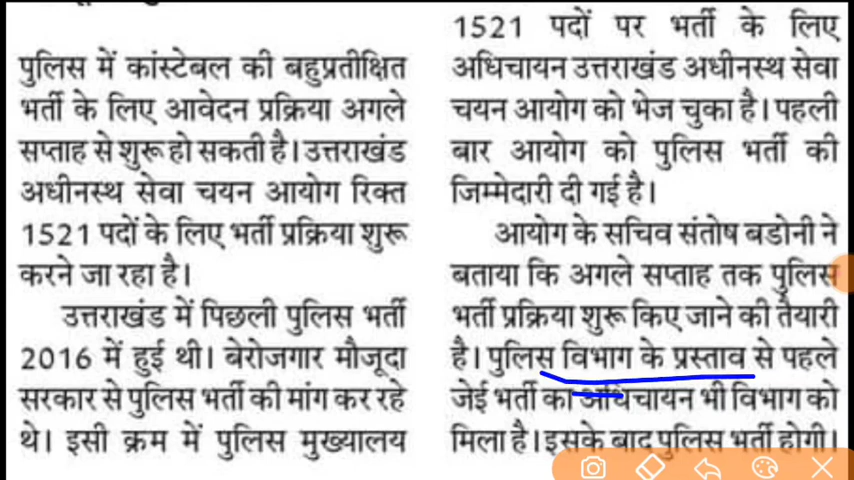 पुलिस में कांस्टेबल की बहुप्रतीक्षित
भर्ती के लिए आवेदन प्रक्रिया अगले
सप्ताह से शुरू हो सकती है। उत्तराखंड
अधीनस्थ सेवा चयन आयोग रिक्त
1521 पदों के लिए भर्ती प्रक्रिया शुरू
करने जा रहा है।
उत्तराखंड में पिछली पुलिस भर्ती
2016 में हुई थी। बेरोजगार मौजूदा
सरकार से पुलिस भर्ती की मांग कर रहे
थे। इसी क्रम में पुलिस मुख्यालय
1521 पदों पर भर्ती के लिए
अधिचायन उत्तराखंड अधीनस्थ सेवा
चयन आयोग को भेज चुका है। पहली
बार आयोग को पुलिस भर्ती की
जिम्मेदारी दी गई है।
आयोग के सचिव संतोष बडोनी ने
बताया कि अगले सप्ताह तक पुलिस
भर्ती प्रक्रिया शुरू किए जाने की तैयारी
है। पुलिस विभाग के प्रस्ताव से पहले
जेई भर्ती का अधिचायन भी विभाग को
मिला है। इसके बाद पुलिस भर्ती होगी।